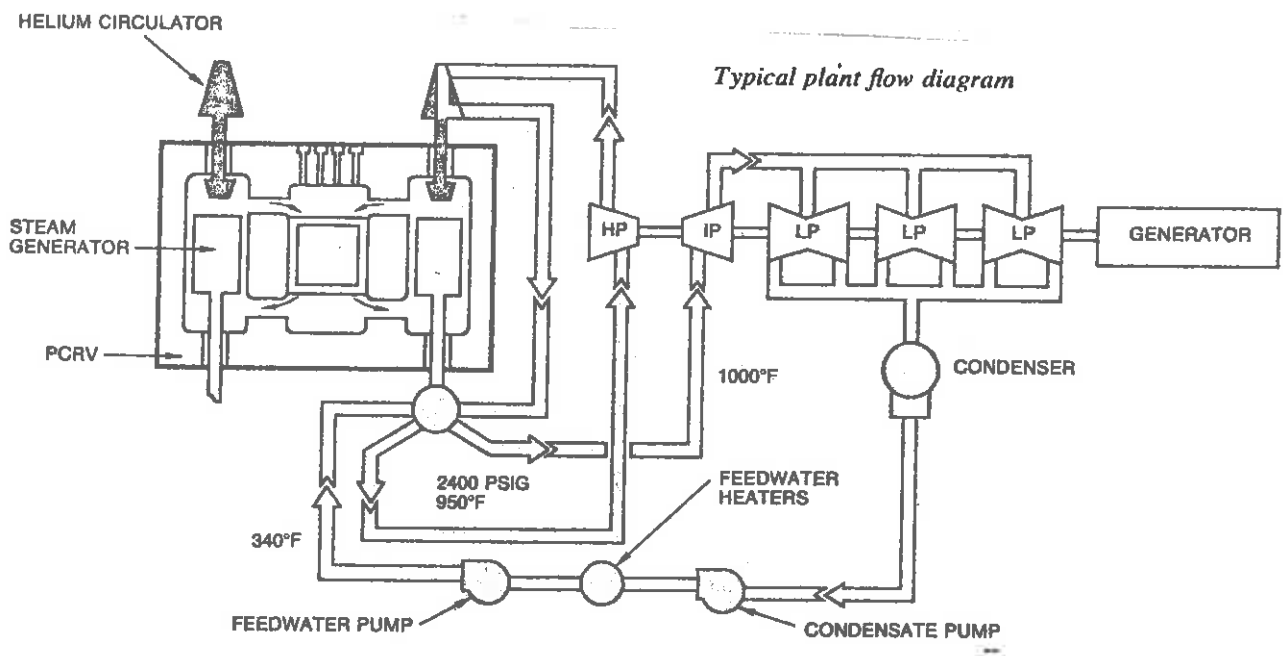 HELIUM CIRCULATOR
Typical plant flow diagram
STEAM
GENERATOR
HP
IP
LP
LP
LP
GENERATOR
PCRV
1000°F
CONDENSER
2400 PSIG
950°F
FEEDWATER
HEATERS
340°F
FEEDWATER PUMP
CONDENSATE PUMP